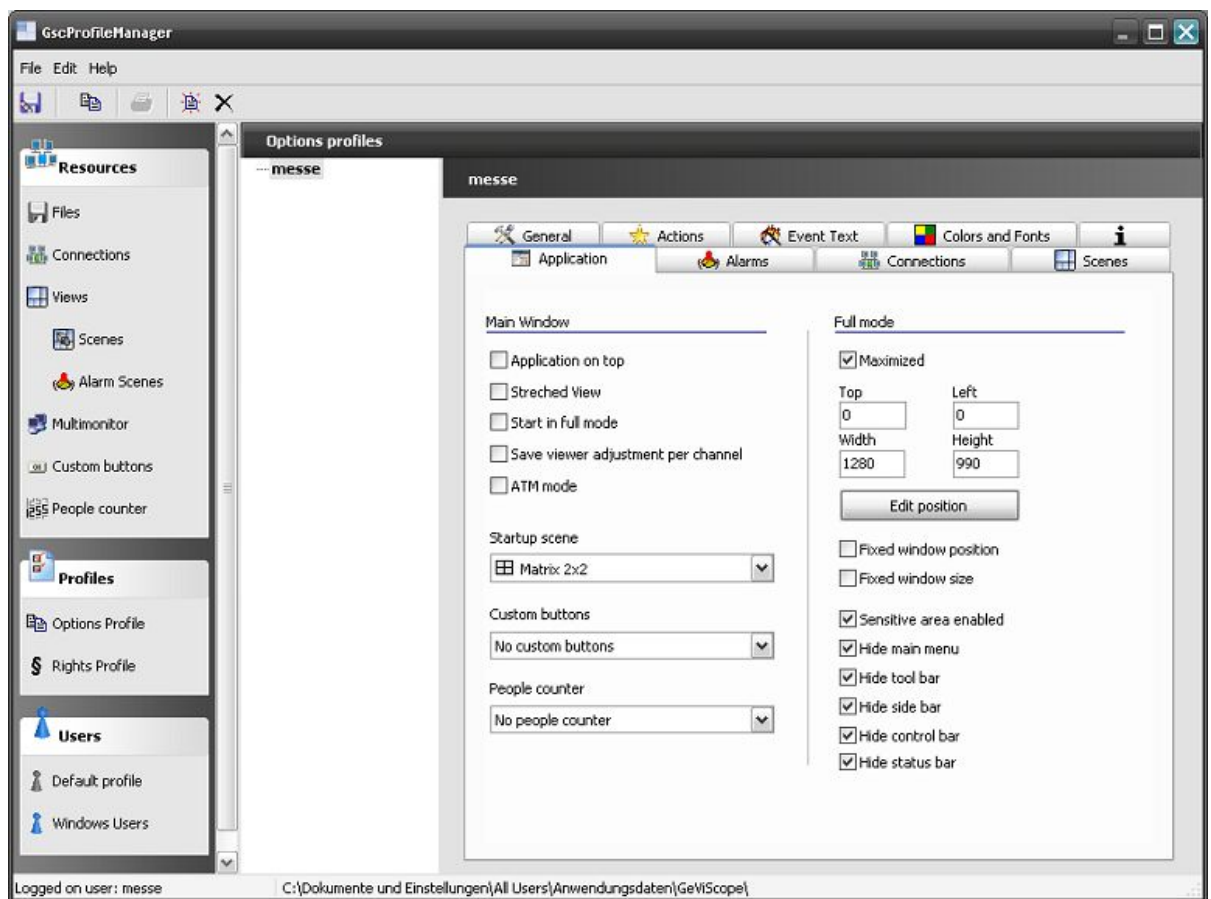 GscProfileManager
File Edit Help
Resources
Files
Connections
Views
Scenes
Alarm Scenes
Multimonitor
Custom buttons
People counter
Profiles
Options Profile
§ Rights Profile
Users
Default profile
Windows Users
Options profiles
messe
messe
General Actions Event Text Colors and Fonts i
Application Alarms Connections Scenes
Main Window
Application on top
Streched View
Start in full mode
Save viewer adjustment per channel
ATM mode
Startup scene
Matrix 2x2
Custom buttons
No custom buttons
People counter
No people counter
Full mode
Maximized
Top Left
0 0
Width Height
1280 990
Edit position
Fixed window position
Fixed window size
Sensitive area enabled
Hide main menu
Hide tool bar
Hide side bar
Hide control bar
Hide status bar
Logged on user: messe C:\Dokumente und Einstellungen\All Users\Anwendungsdaten\GeViScope\